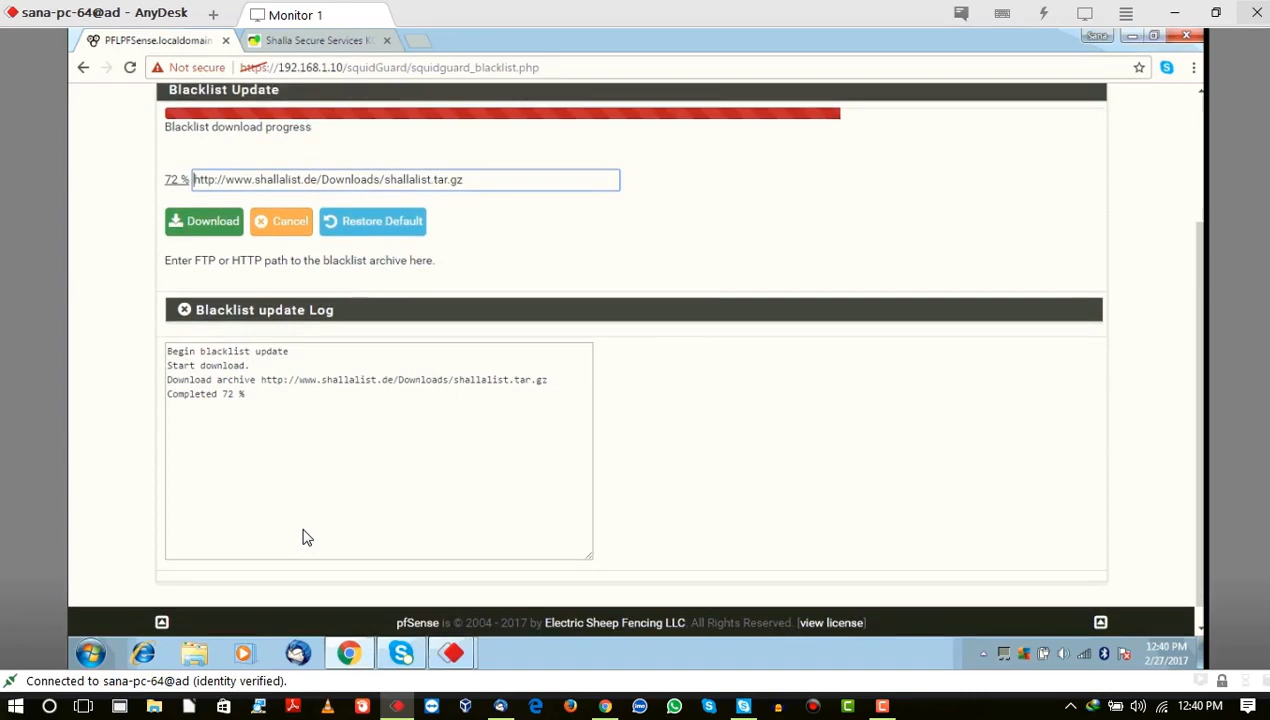 sana-pc-64@ad - AnyDesk
Monitor 1
PFLPFSense.localdomain
Shalla Secure Services K
Sana
Not secure
https://192.168.1.10/squidGuard/squidguard_blacklist.php
Blacklist Update
Blacklist download progress
72 %
http://www.shallalist.de/Downloads/shallalist.tar.gz
Download
Cancel
Restore Default
Enter FTP or HTTP path to the blacklist archive here.
Blacklist update Log
Begin blacklist update
Start download.
Download archive http://www.shallalist.de/Downloads/shallalist.tar.gz
Completed 72 %
pfSense is © 2004 - 2017 by Electric Sheep Fencing LLC. All Rights Reserved. [view license]
12:40 PM
2/27/2017
Connected to sana-pc-64@ad (identity verified).
12:40 PM